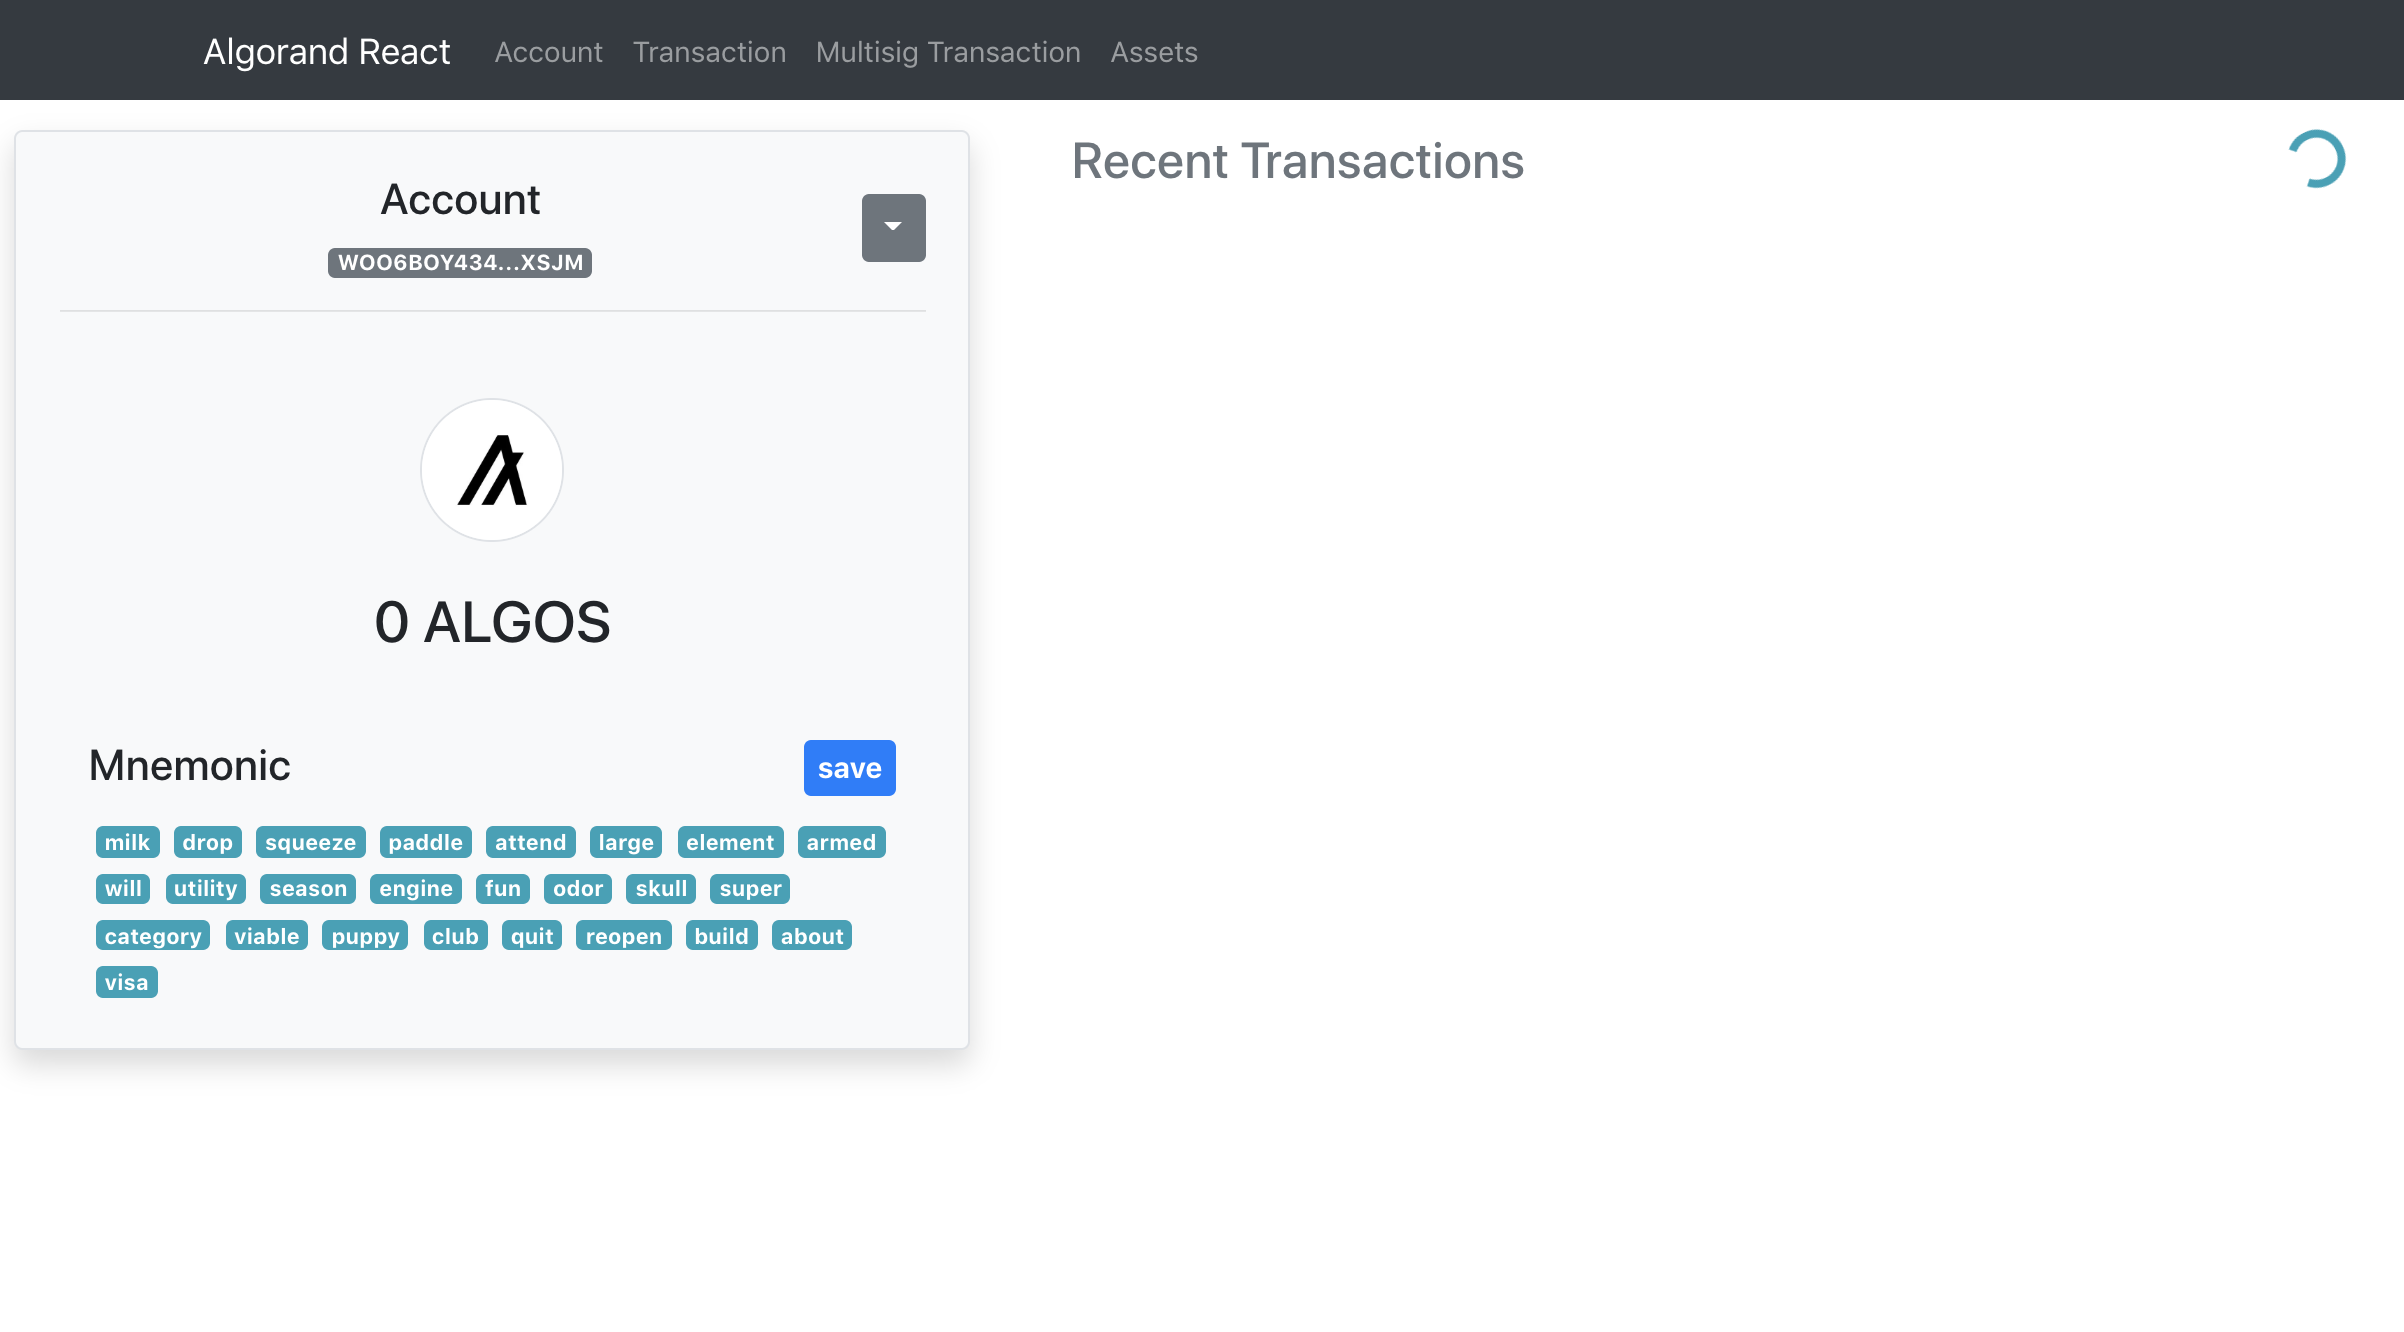 Algorand React Account Transaction Multisig Transaction Assets
Account
WOO6BOY434...XSJM
0 ALGOS
Mnemonic save
milk drop squeeze paddle attend large element armed
will utility season engine fun odor skull super
category viable puppy club quit reopen build about
visa
Recent Transactions